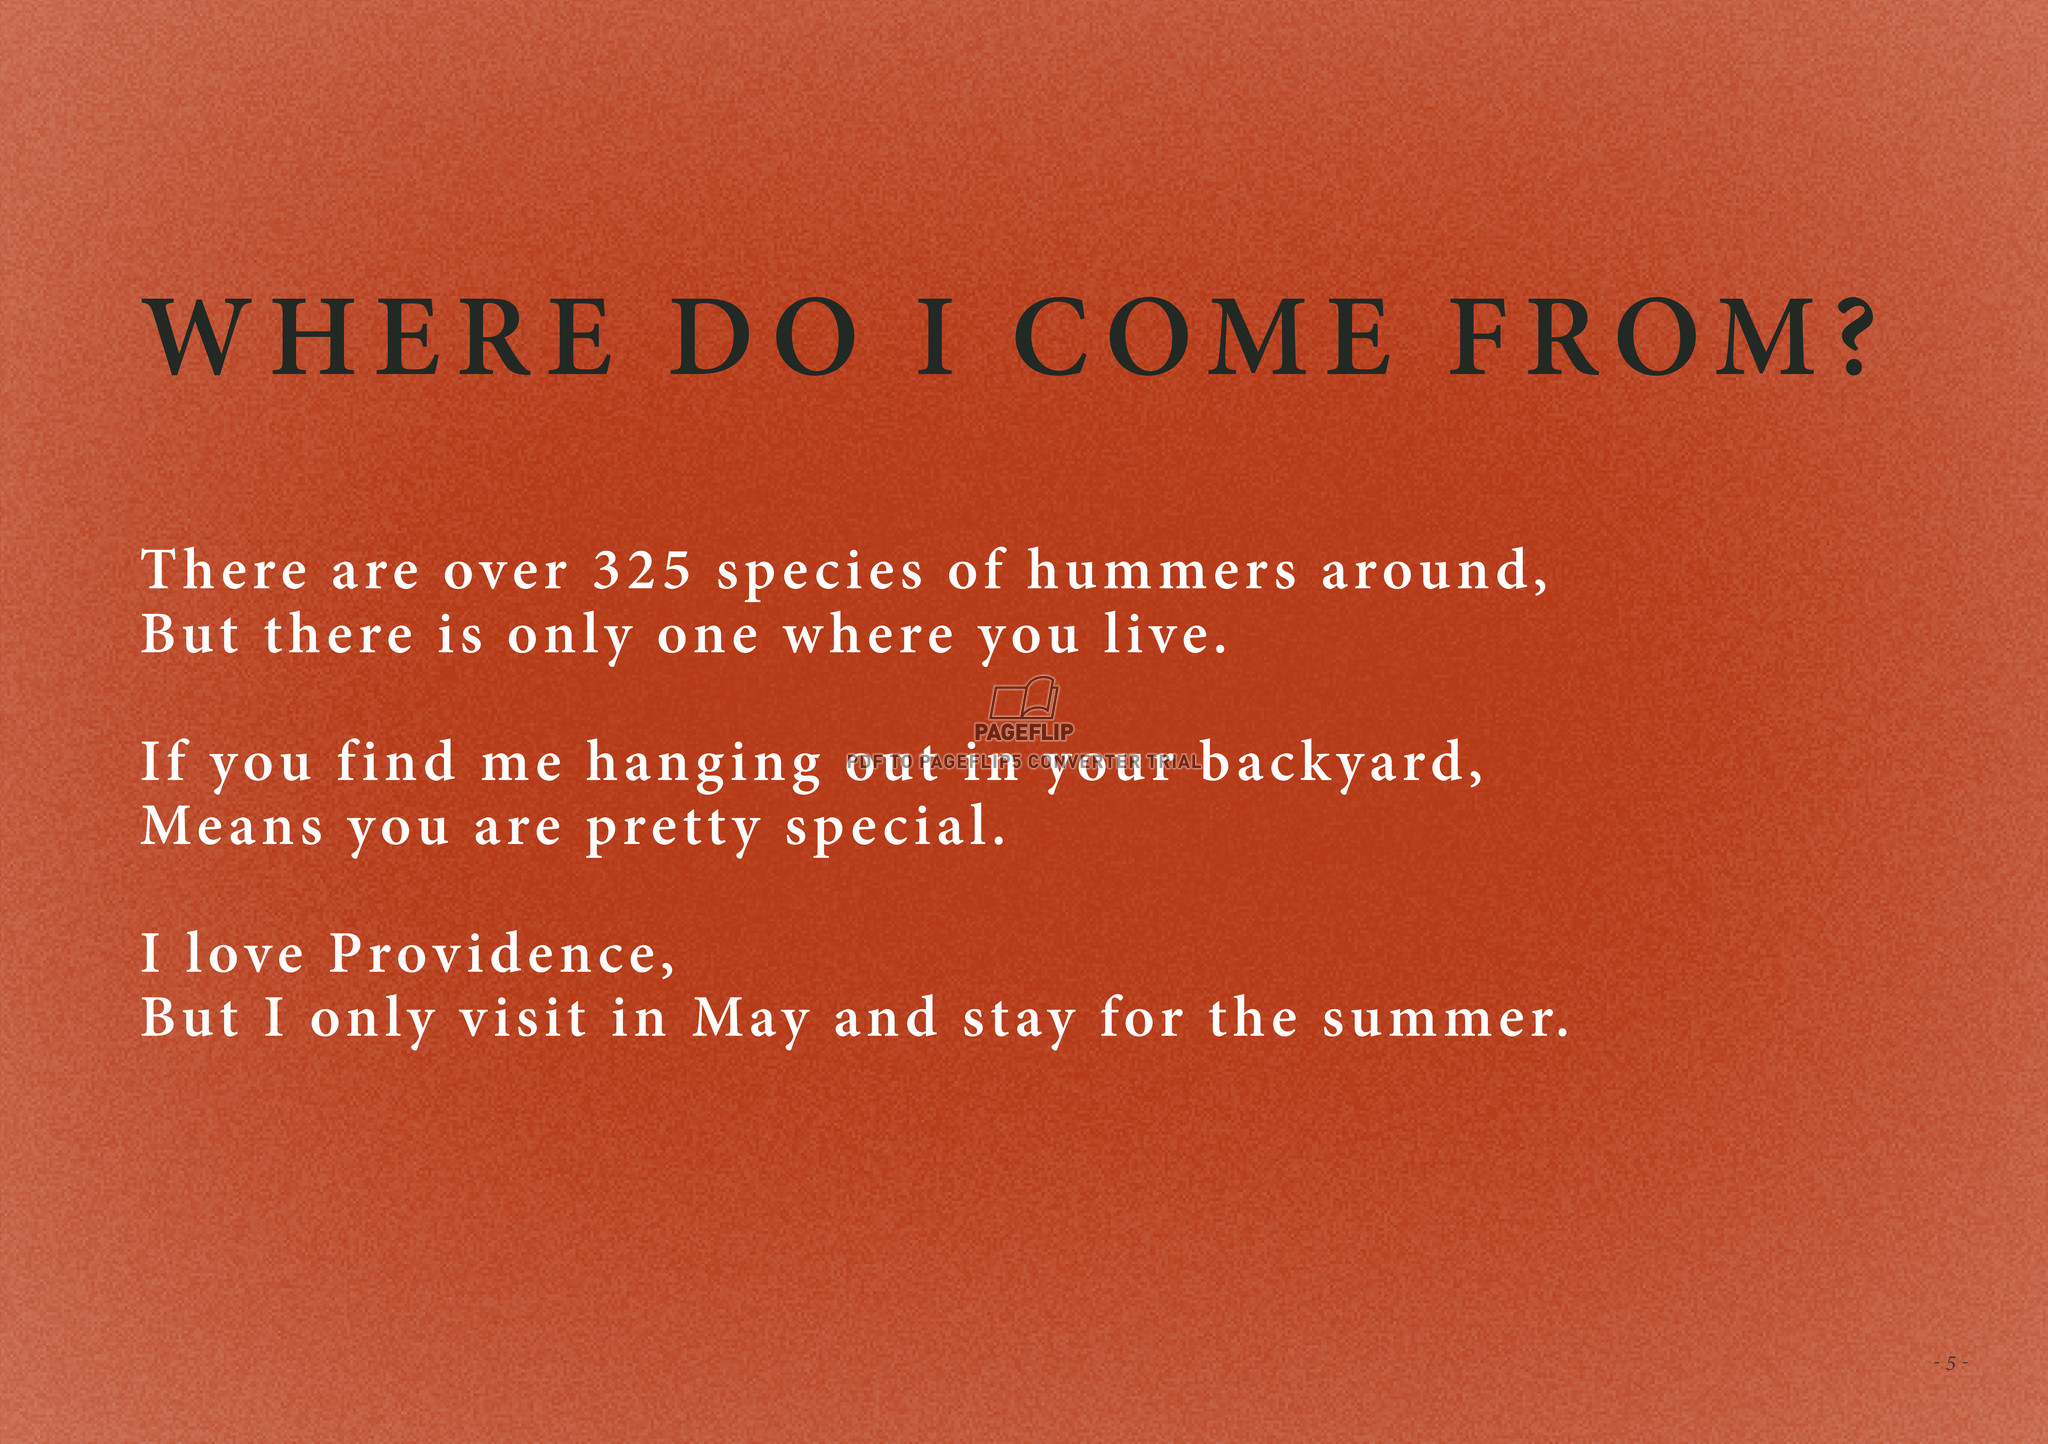 WHERE DO I COME FROM?
There are over 325 species of hummers around,
But there is only one where you live.
PAGEFLIP
PDF TO PAGEFLIP5 CONVERTER TRIAL
If you find me hanging out in your backyard,
Means you are pretty special.
I love Providence,
But I only visit in May and stay for the summer.
- 5 -